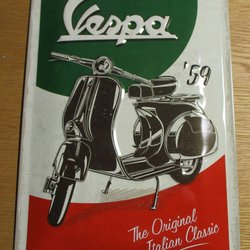 Vespa
'59
The Original
Italian Classic